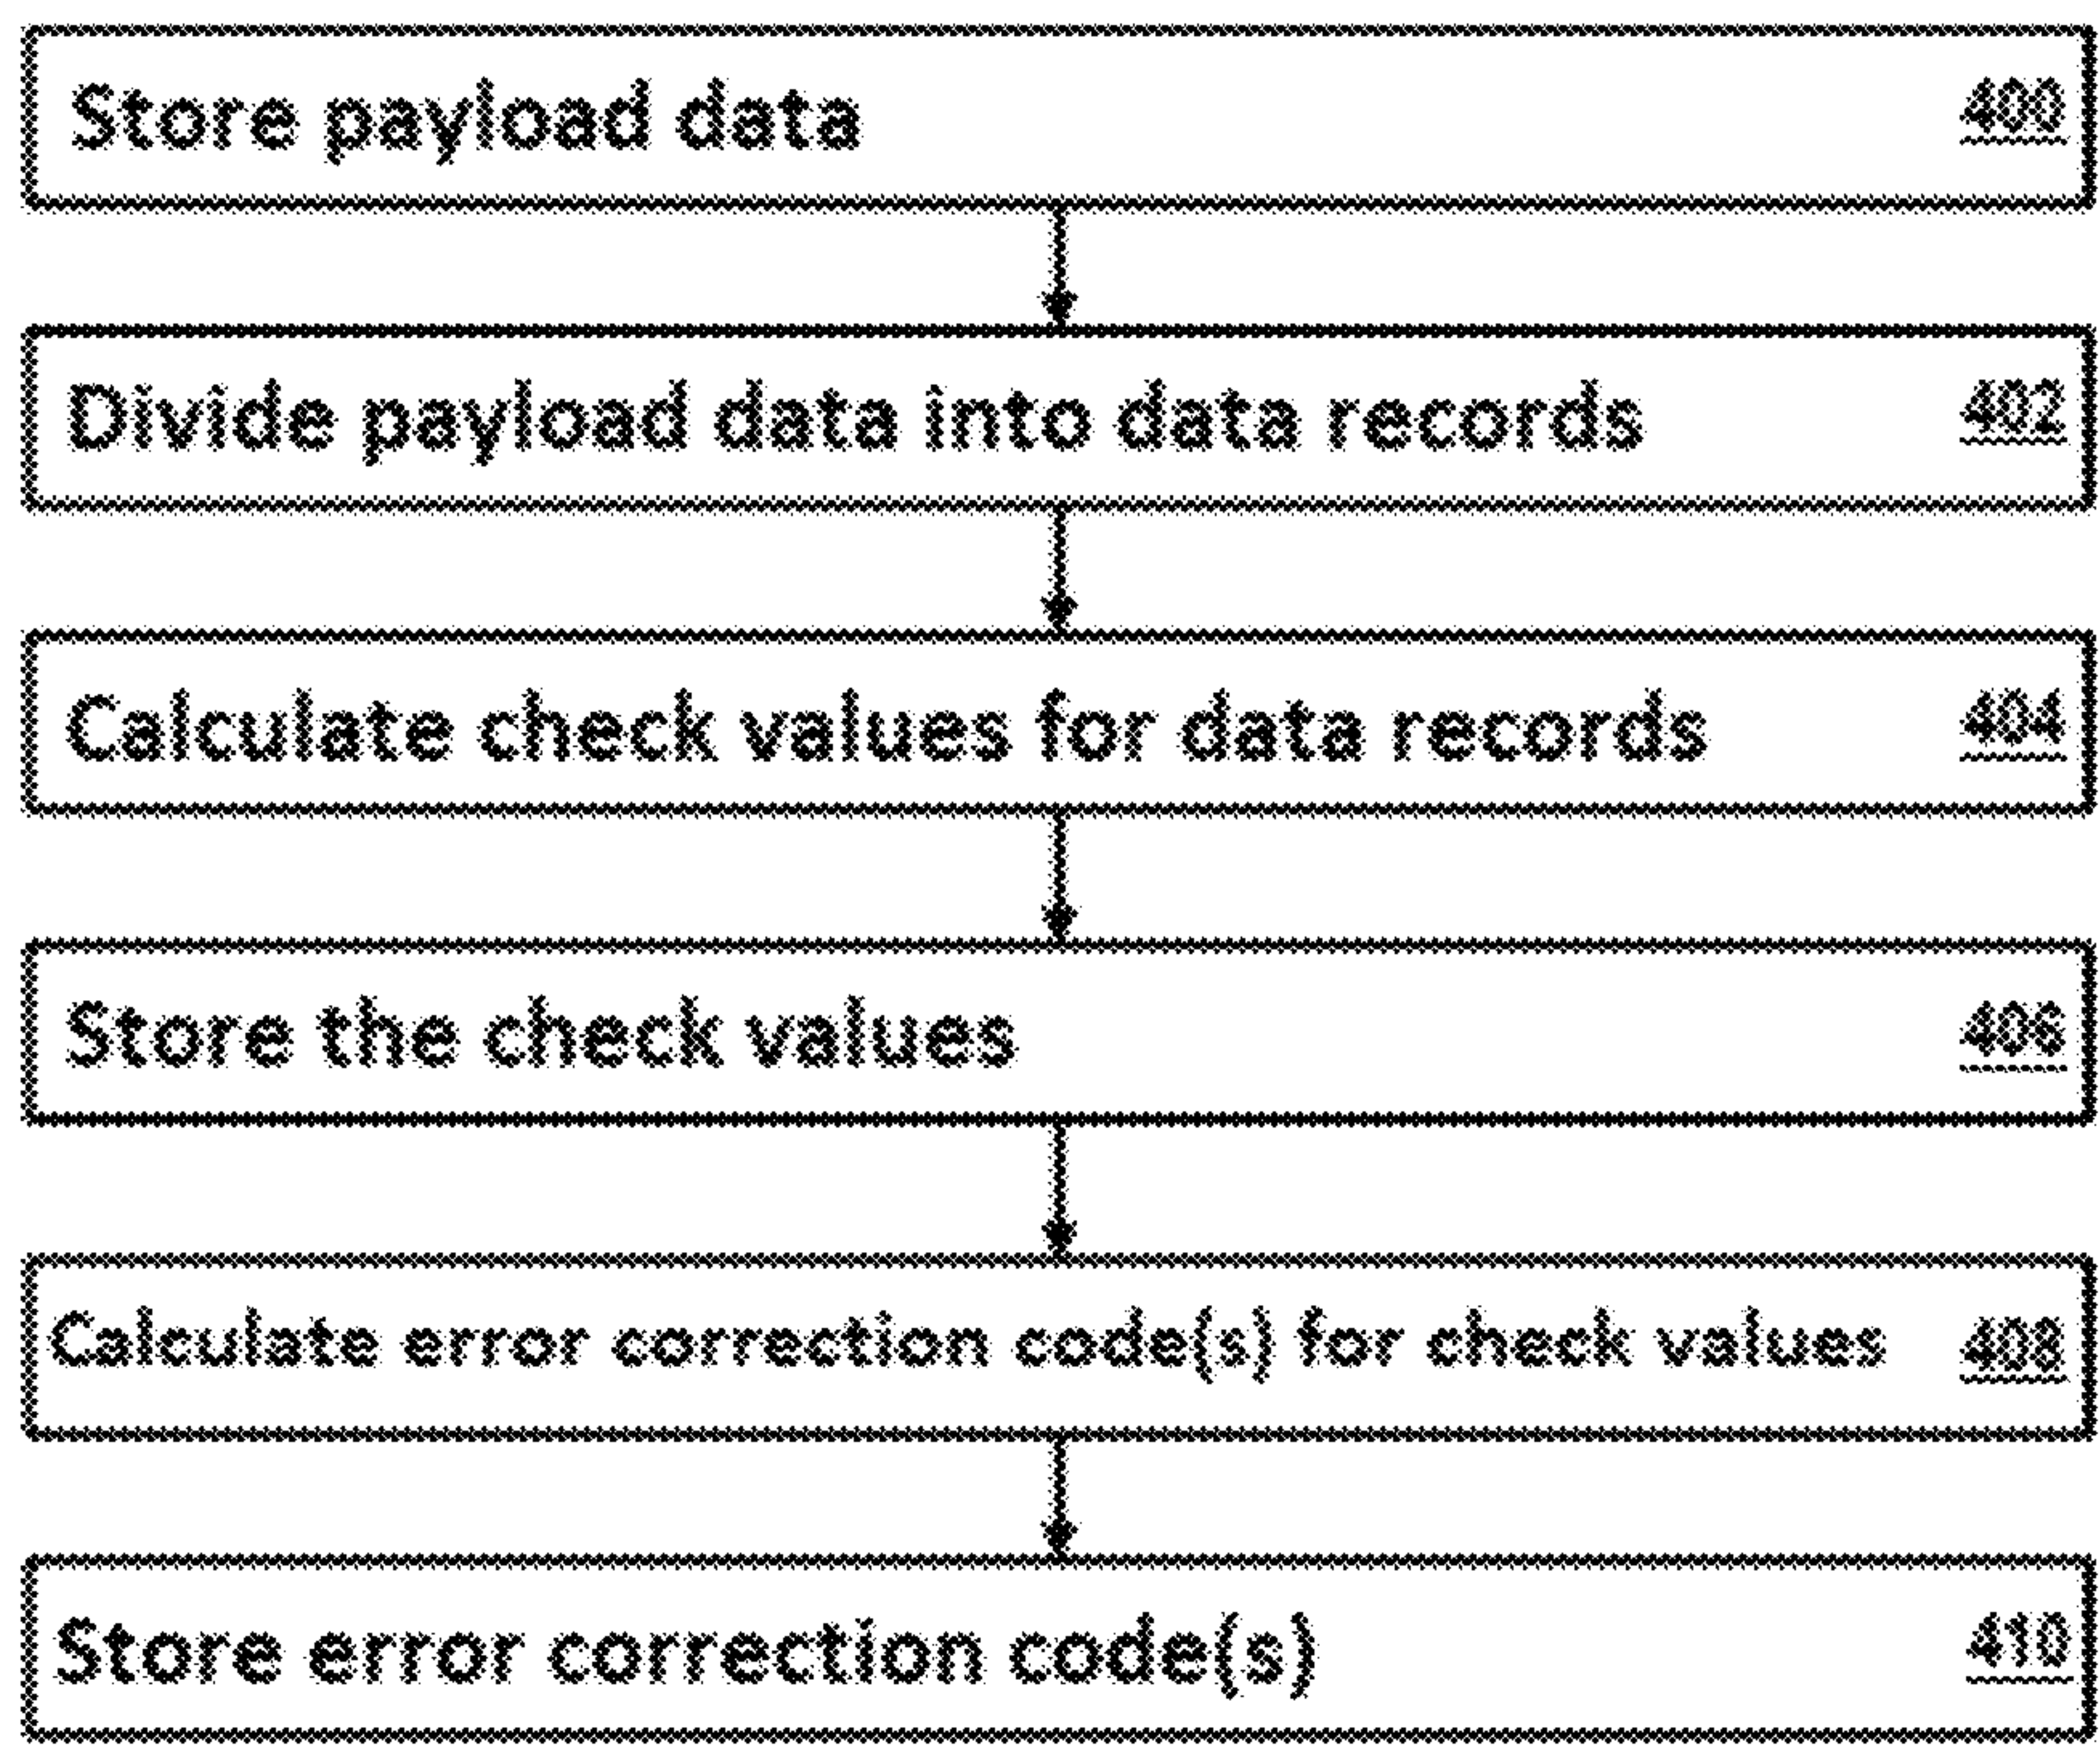 Store payload data 400
Divide payload data into data records 402
Calculate check values for data records 404
Store the check values 406
Calculate error correction code(s) for check values 408
Store error correction code(s) 410